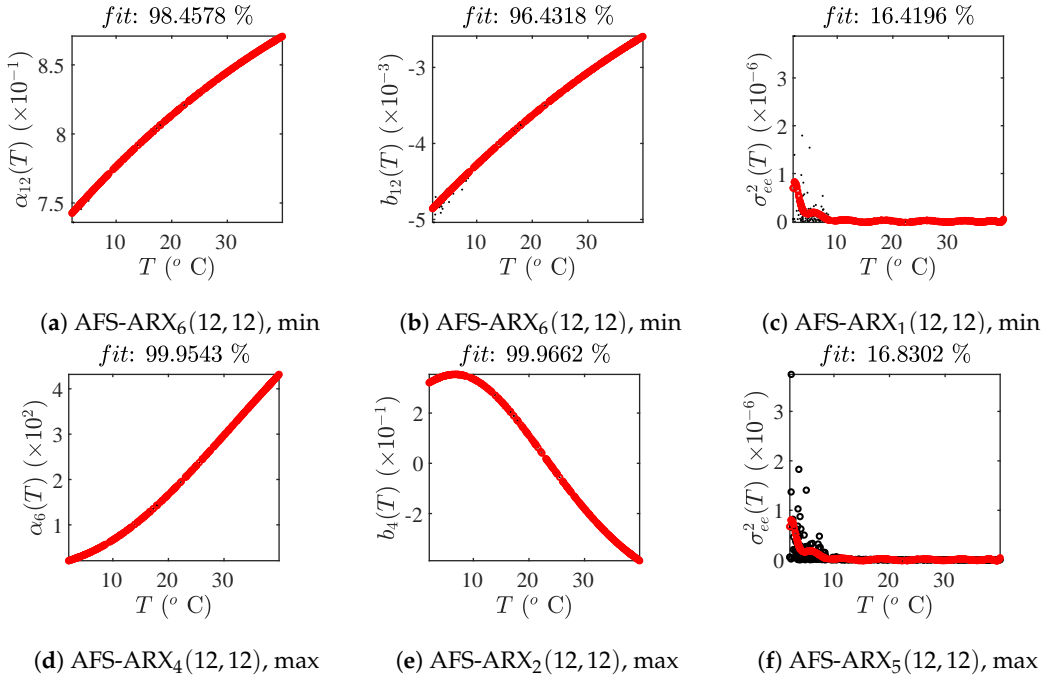 fit: 98.4578 %
α₁₂(T) (×10⁻¹)
8.5
8
7.5
10 20 30
T (° C)
(a) AFS-ARX₆(12, 12), min
fit: 96.4318 %
b₁₂(T) (×10⁻³)
-3
-4
-5
10 20 30
T (° C)
(b) AFS-ARX₆(12, 12), min
fit: 16.4196 %
σ²ₑₑ(T) (×10⁻⁶)
3
2
1
0
10 20 30 40
T (° C)
(c) AFS-ARX₁(12, 12), min
fit: 99.9543 %
α₆(T) (×10²)
4
3
2
1
10 20 30
T (° C)
(d) AFS-ARX₄(12, 12), max
fit: 99.9662 %
b₄(T) (×10⁻¹)
2
0
-2
10 20 30
T (° C)
(e) AFS-ARX₂(12, 12), max
fit: 16.8302 %
σ²ₑₑ(T) (×10⁻⁶)
3
2
1
0
10 20 30 40
T (° C)
(f) AFS-ARX₅(12, 12), max